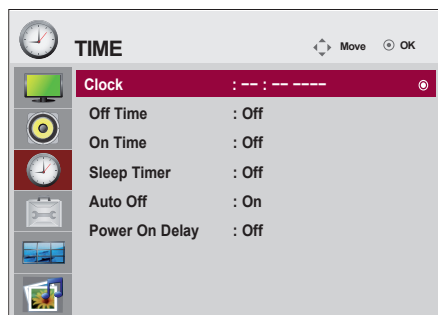 TIME Move OK
Clock : -- : -- ----
Off Time : Off
On Time : Off
Sleep Timer : Off
Auto Off : On
Power On Delay : Off